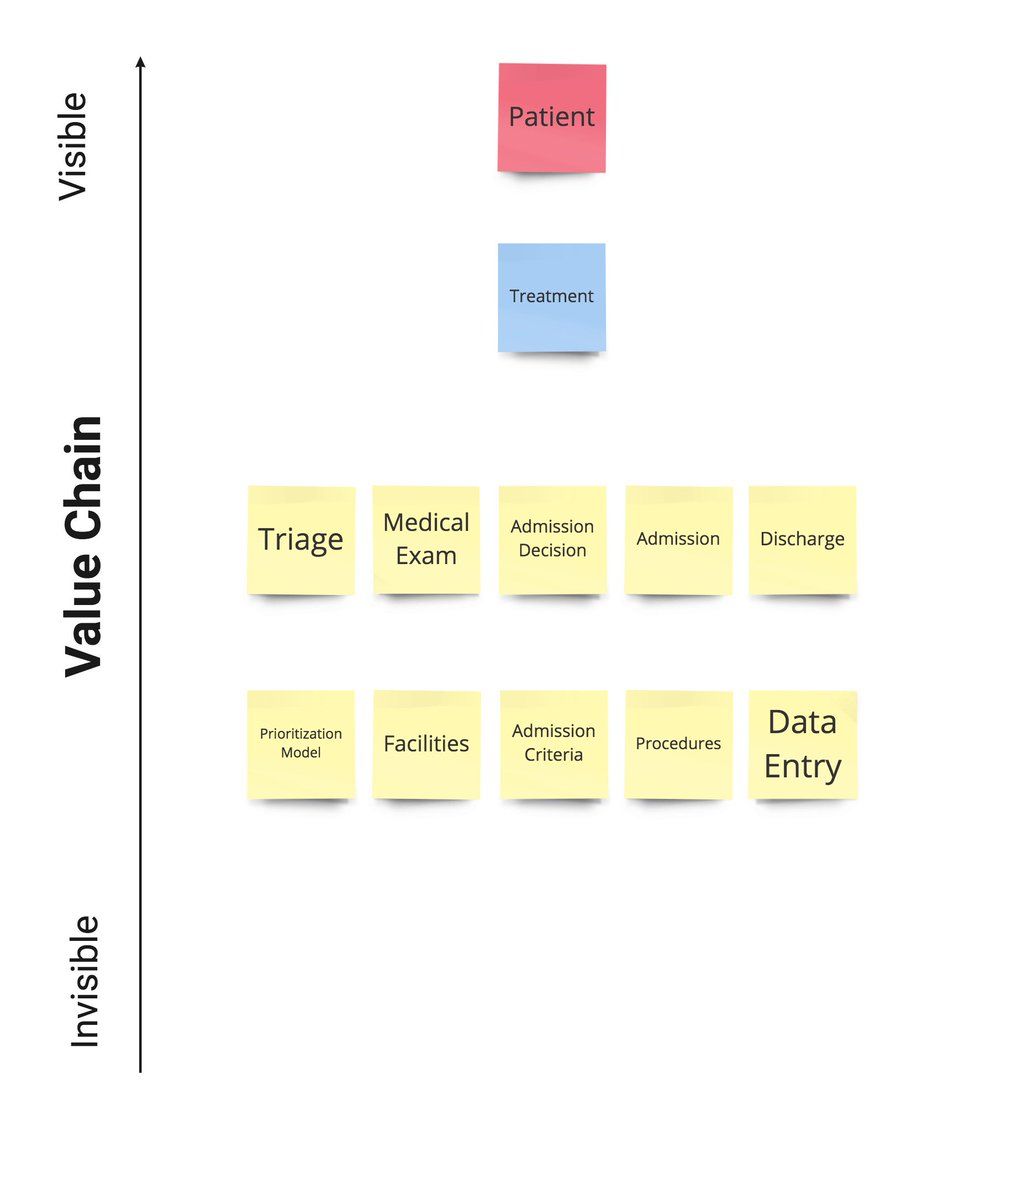 Visible
Patient
Treatment
Value Chain
Triage
Medical
Exam
Admission
Decision
Admission
Discharge
Prioritization
Model
Facilities
Admission
Criteria
Procedures
Data
Entry
Invisible